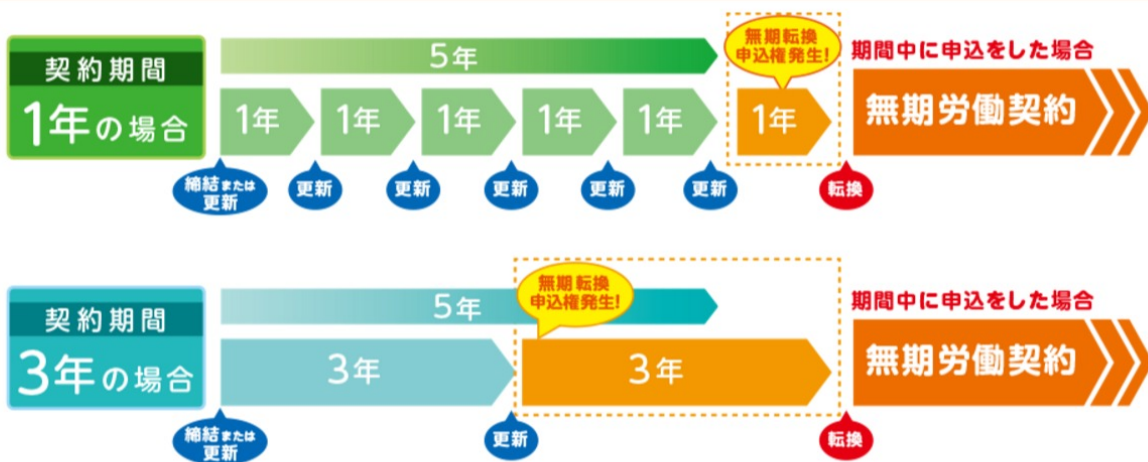 契約期間
1年の場合
5年
1年
1年
1年
1年
1年
無期転換
申込権発生!
1年
期間中に申込をした場合
無期労働契約
締結または
更新
更新
更新
更新
更新
更新
転換
契約期間
3年の場合
5年
3年
無期転換
申込権発生!
3年
期間中に申込をした場合
無期労働契約
締結または
更新
更新
転換